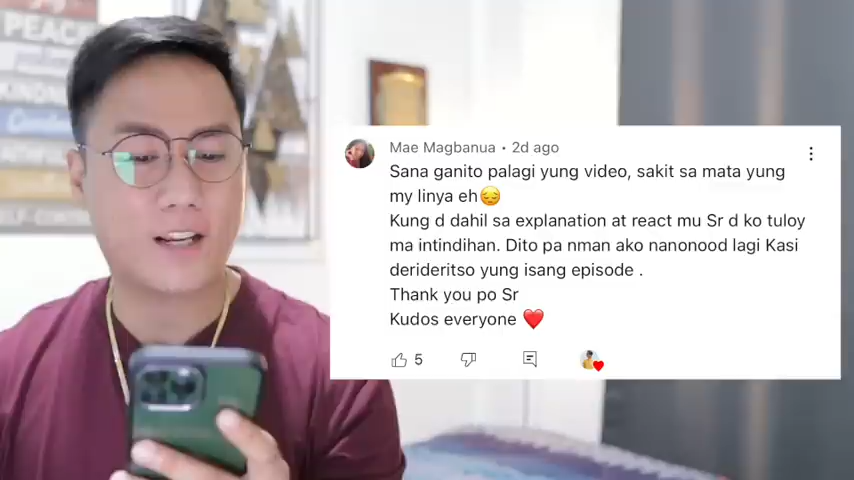 PEACE
Mae Magbanua • 2d ago
Sana ganito palagi yung video, sakit sa mata yung
my linya eh😔
Kung d dahil sa explanation at react mu Sr d ko tuloy
ma intindihan. Dito pa nman ako nanonood lagi Kasi
derideritso yung isang episode .
Thank you po Sr
Kudos everyone ❤️
5